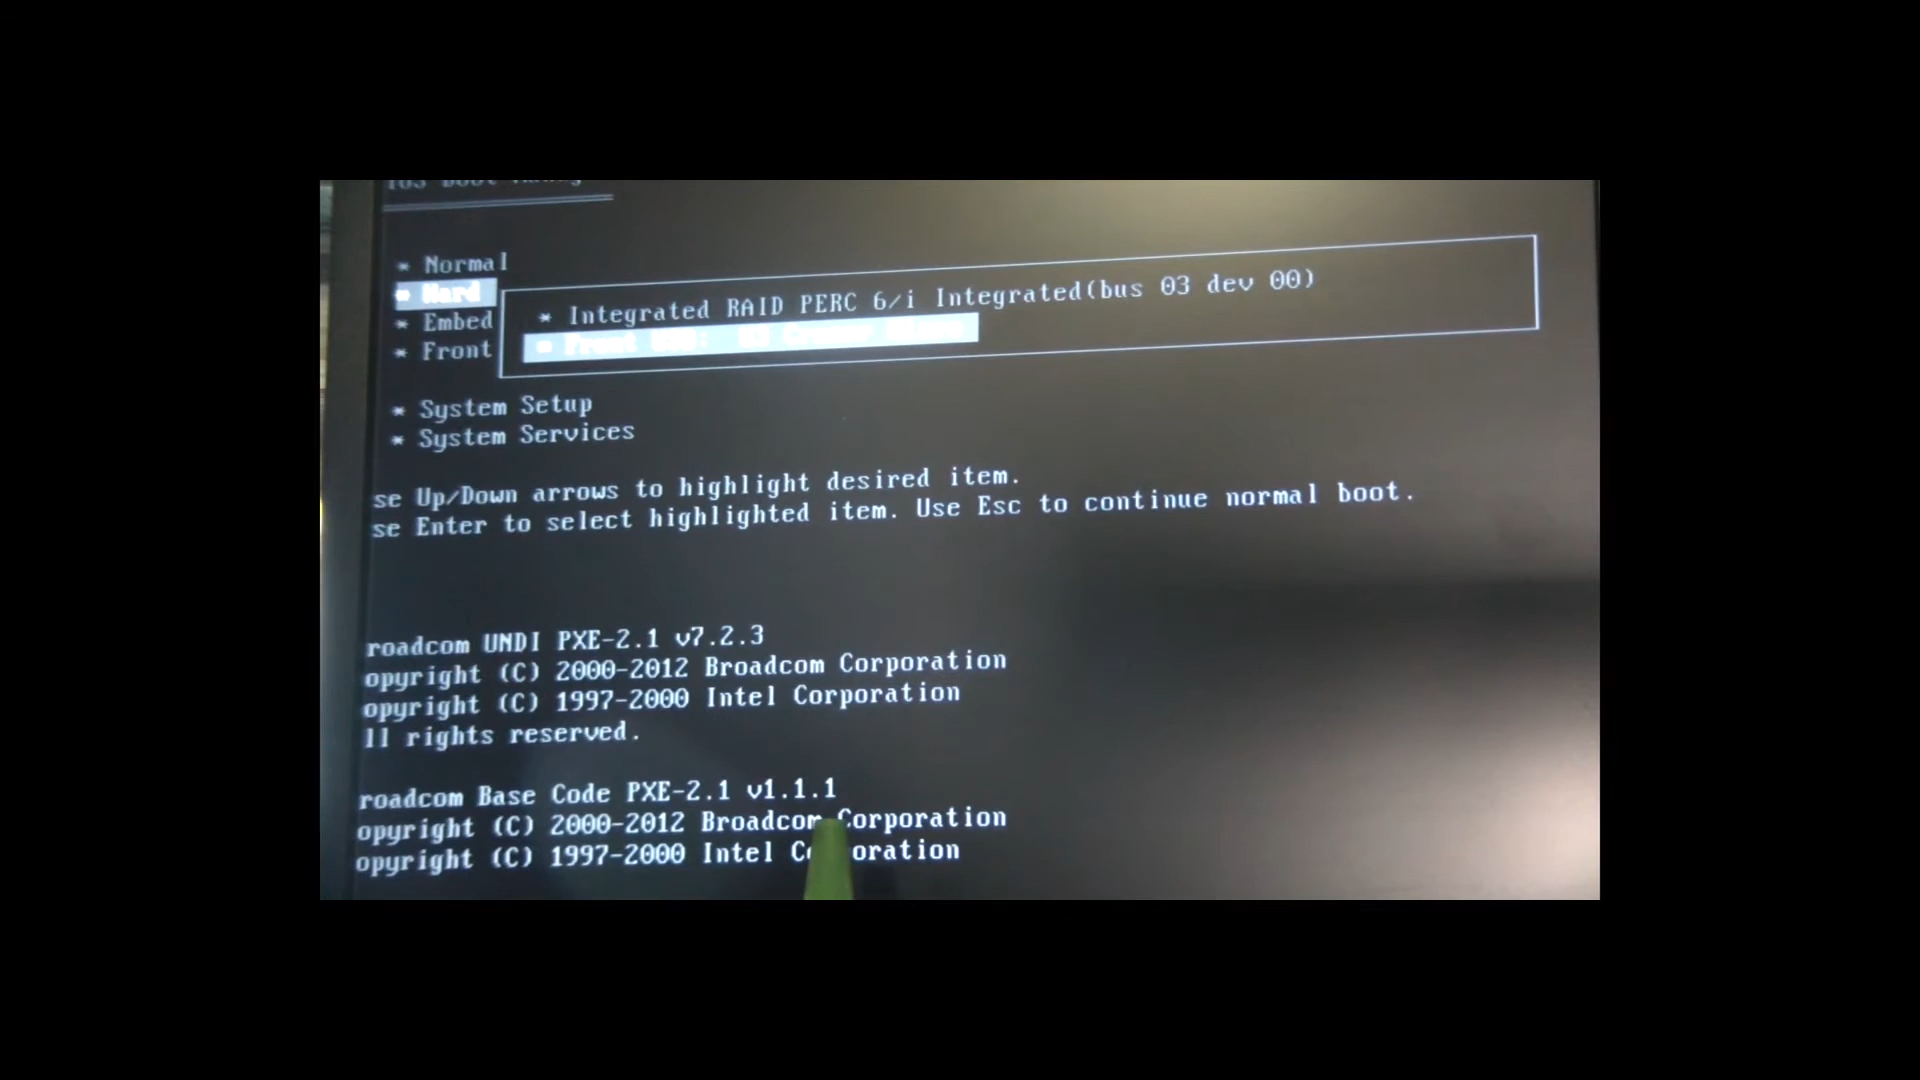 * Normal
* Hard
* Embed
* Front
* Integrated RAID PERC 6/i Integrated(bus 03 dev 00)
* Front
* System Setup
* System Services
se Up/Down arrows to highlight desired item.
se Enter to select highlighted item. Use Esc to continue normal boot.
roadcom UNDI PXE-2.1 v7.2.3
opyright (C) 2000-2012 Broadcom Corporation
opyright (C) 1997-2000 Intel Corporation
ll rights reserved.
roadcom Base Code PXE-2.1 v1.1.1
opyright (C) 2000-2012 Broadcom Corporation
opyright (C) 1997-2000 Intel Corporation